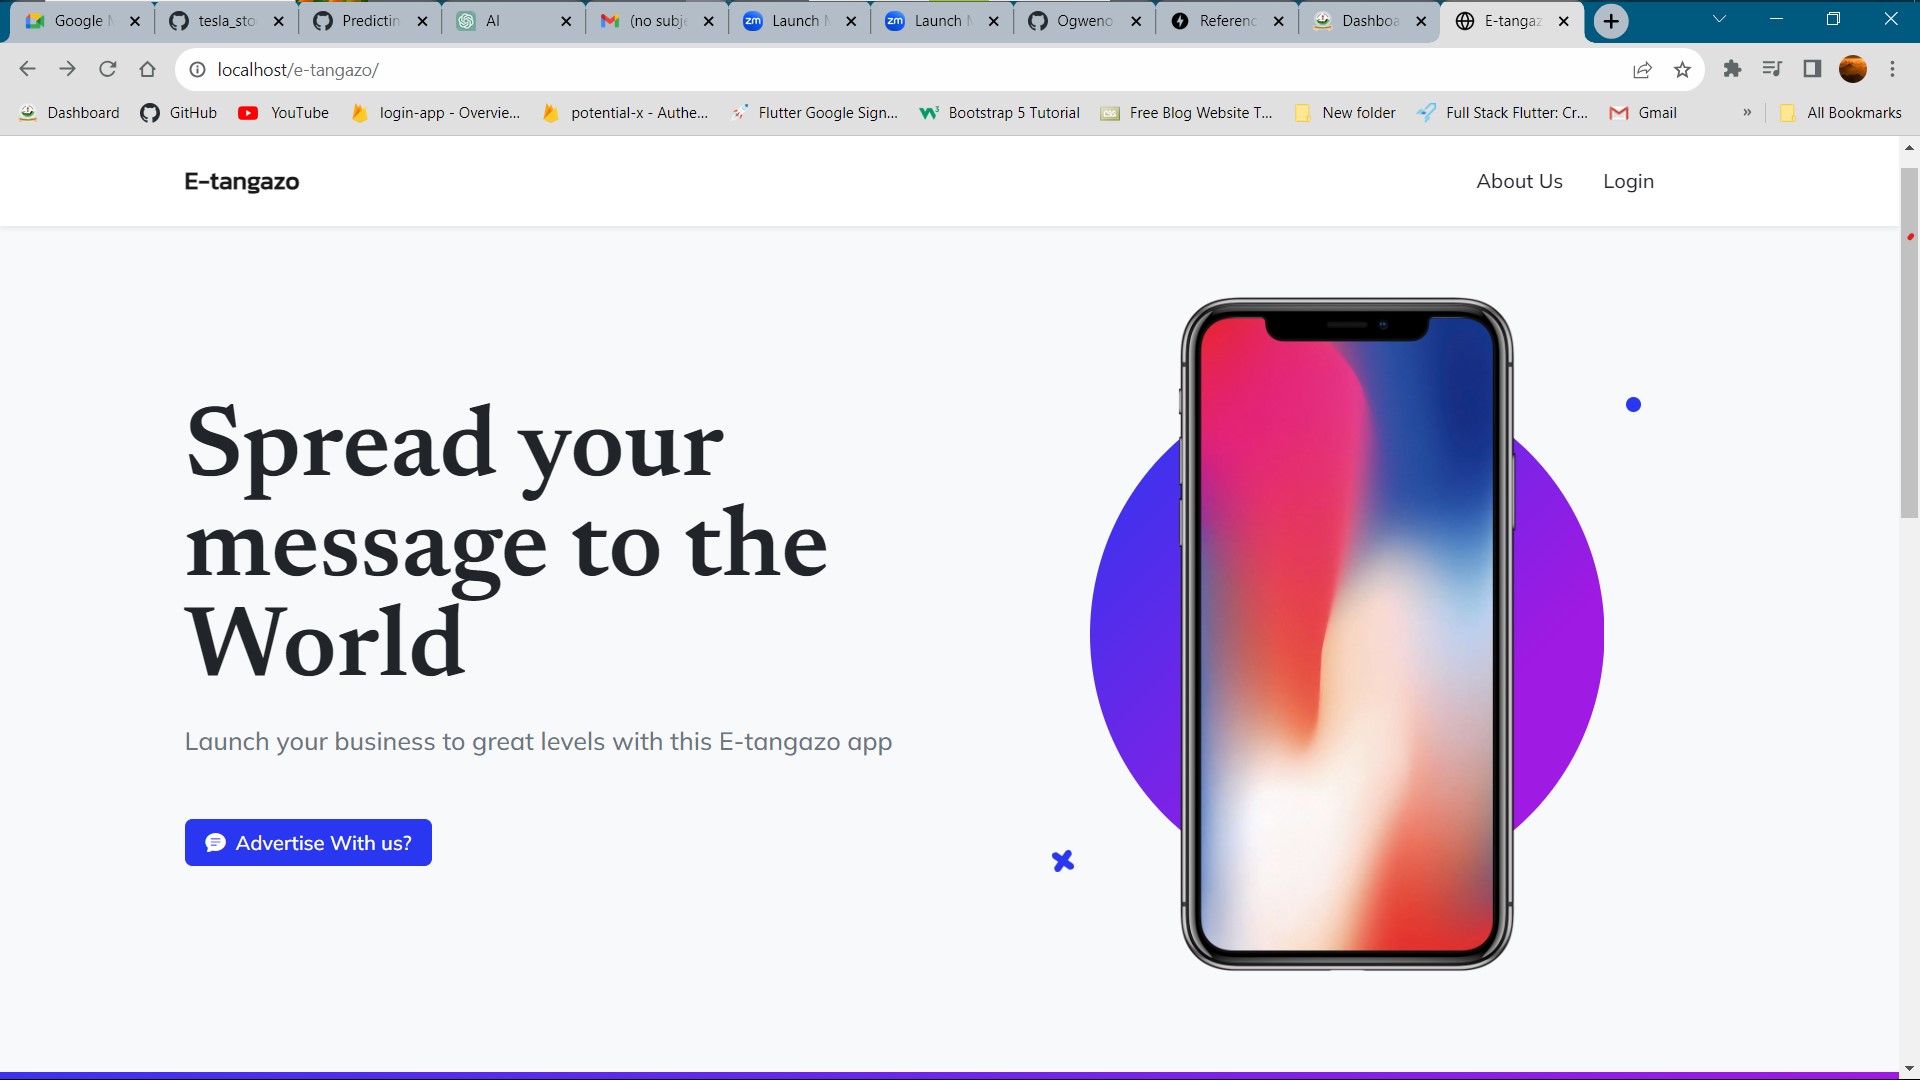 Google M
tesla_sto
Predictin
AI
(no subje
Launch M
Launch M
Ogweno
Referenc
Dashboa
E-tangaz
localhost/e-tangazo/
Dashboard
GitHub
YouTube
login-app - Overvie...
potential-x - Authe...
Flutter Google Sign...
Bootstrap 5 Tutorial
Free Blog Website T...
New folder
Full Stack Flutter: Cr...
Gmail
»
All Bookmarks
E-tangazo
About Us
Login
Spread your
message to the
World
Launch your business to great levels with this E-tangazo app
Advertise With us?